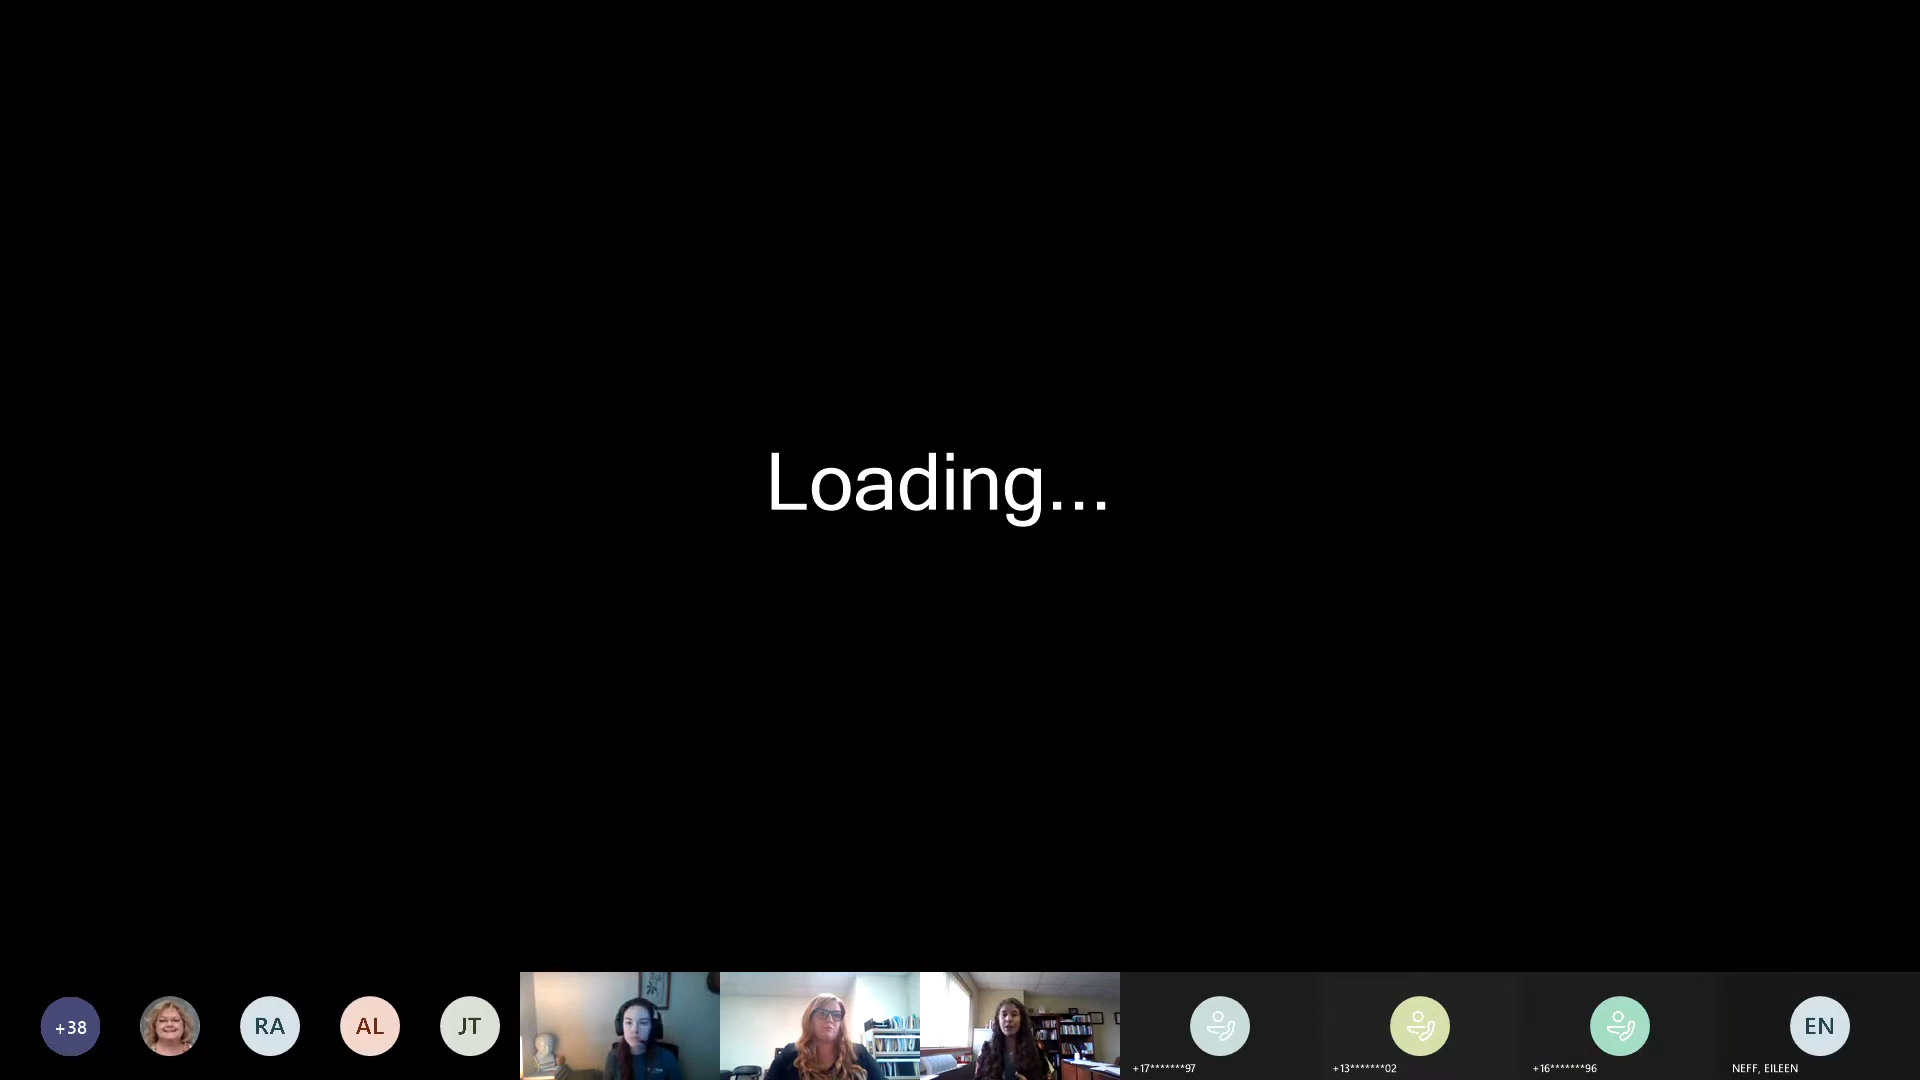 Loading...
+38
RA
AL
JT
EN
+17*******97
+13*******02
+16*******96
NEFF, EILEEN